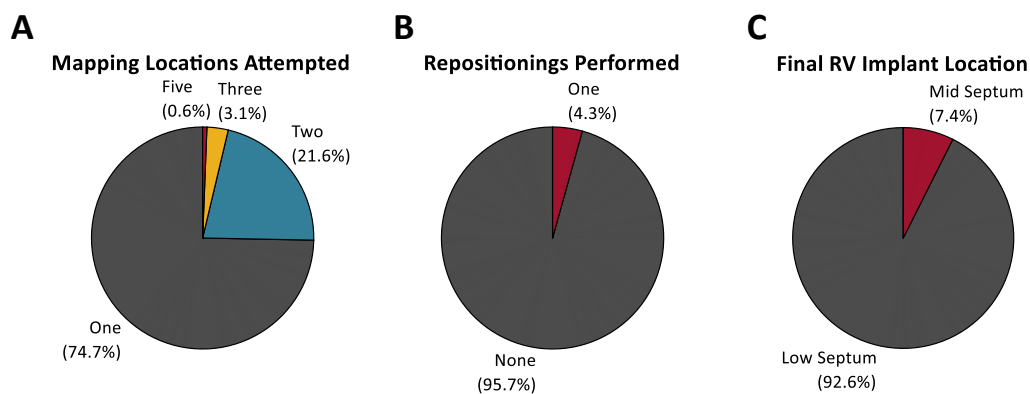 A
Mapping Locations Attempted
Five
(0.6%)
Three
(3.1%)
Two
(21.6%)
One
(74.7%)
B
Repositionings Performed
One
(4.3%)
None
(95.7%)
C
Final RV Implant Location
Mid Septum
(7.4%)
Low Septum
(92.6%)